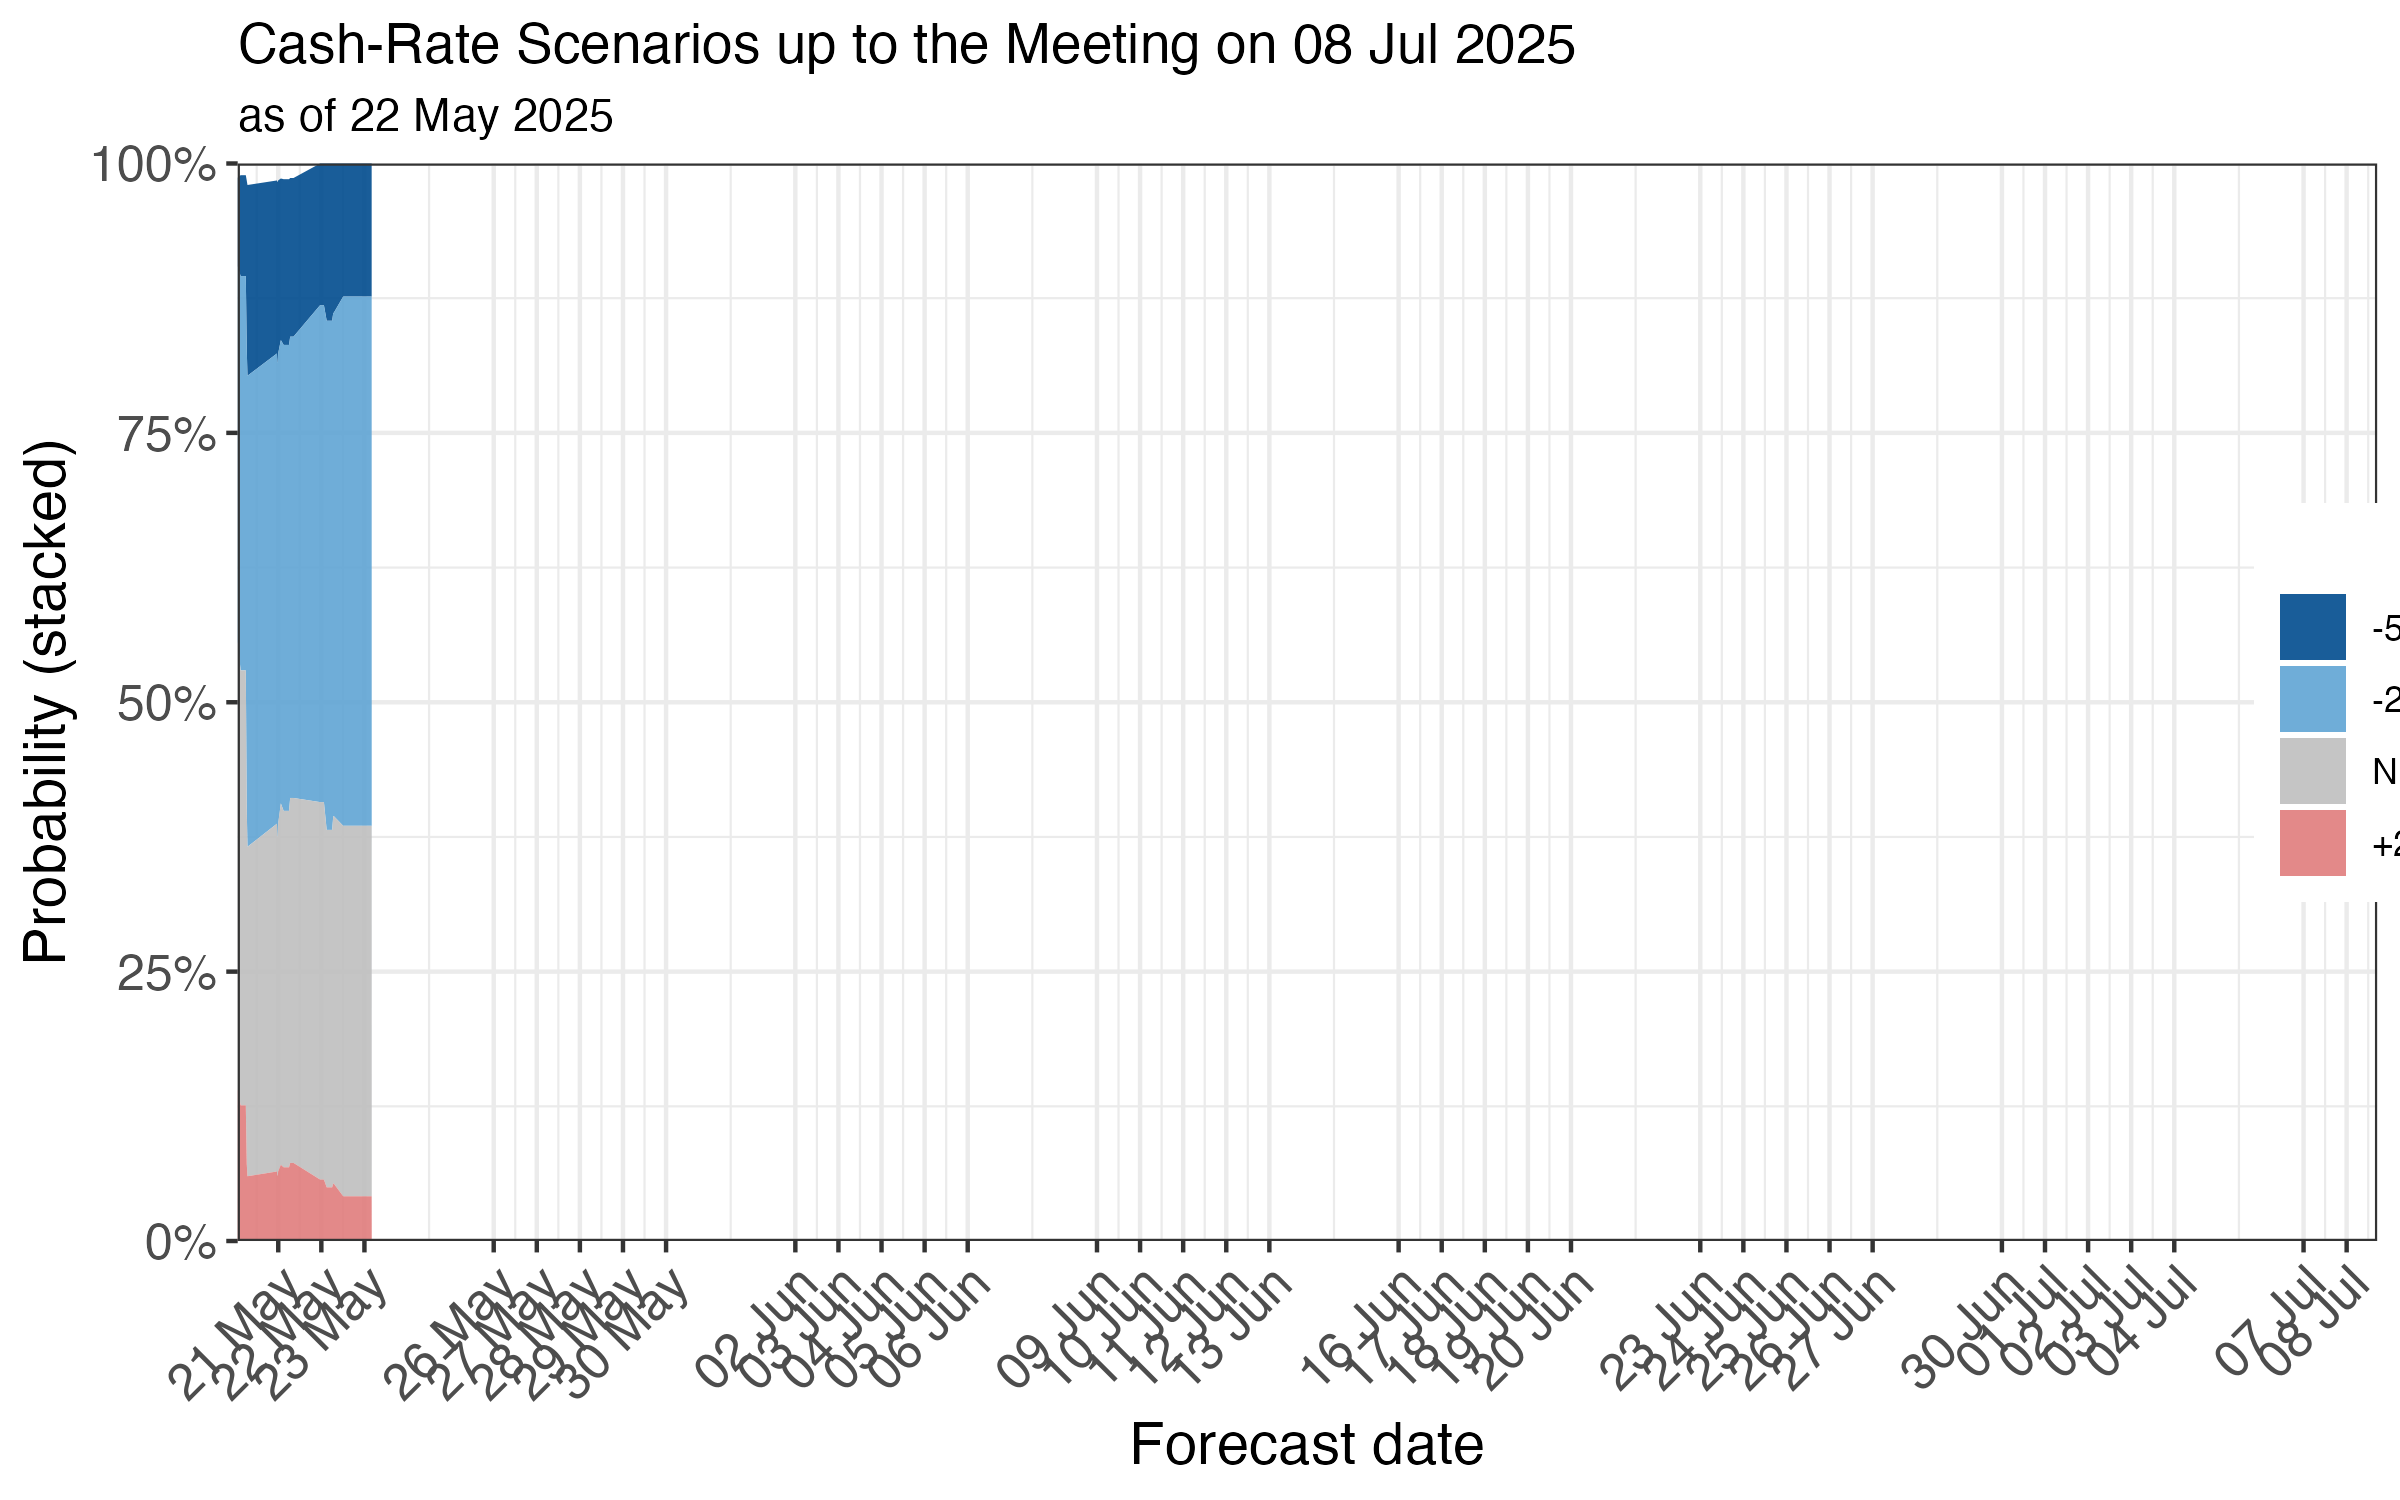 Cash-Rate Scenarios up to the Meeting on 08 Jul 2025
as of 22 May 2025
100%
75%
50%
25%
0%
Probability (stacked)
-5
-2
N
+2
21 May
22 May
23 May
26 May
27 May
28 May
29 May
30 May
02 Jun
03 Jun
04 Jun
05 Jun
06 Jun
09 Jun
10 Jun
11 Jun
12 Jun
13 Jun
16 Jun
17 Jun
18 Jun
19 Jun
20 Jun
23 Jun
24 Jun
25 Jun
26 Jun
27 Jun
30 Jun
01 Jul
02 Jul
03 Jul
04 Jul
07 Jul
08 Jul
Forecast date